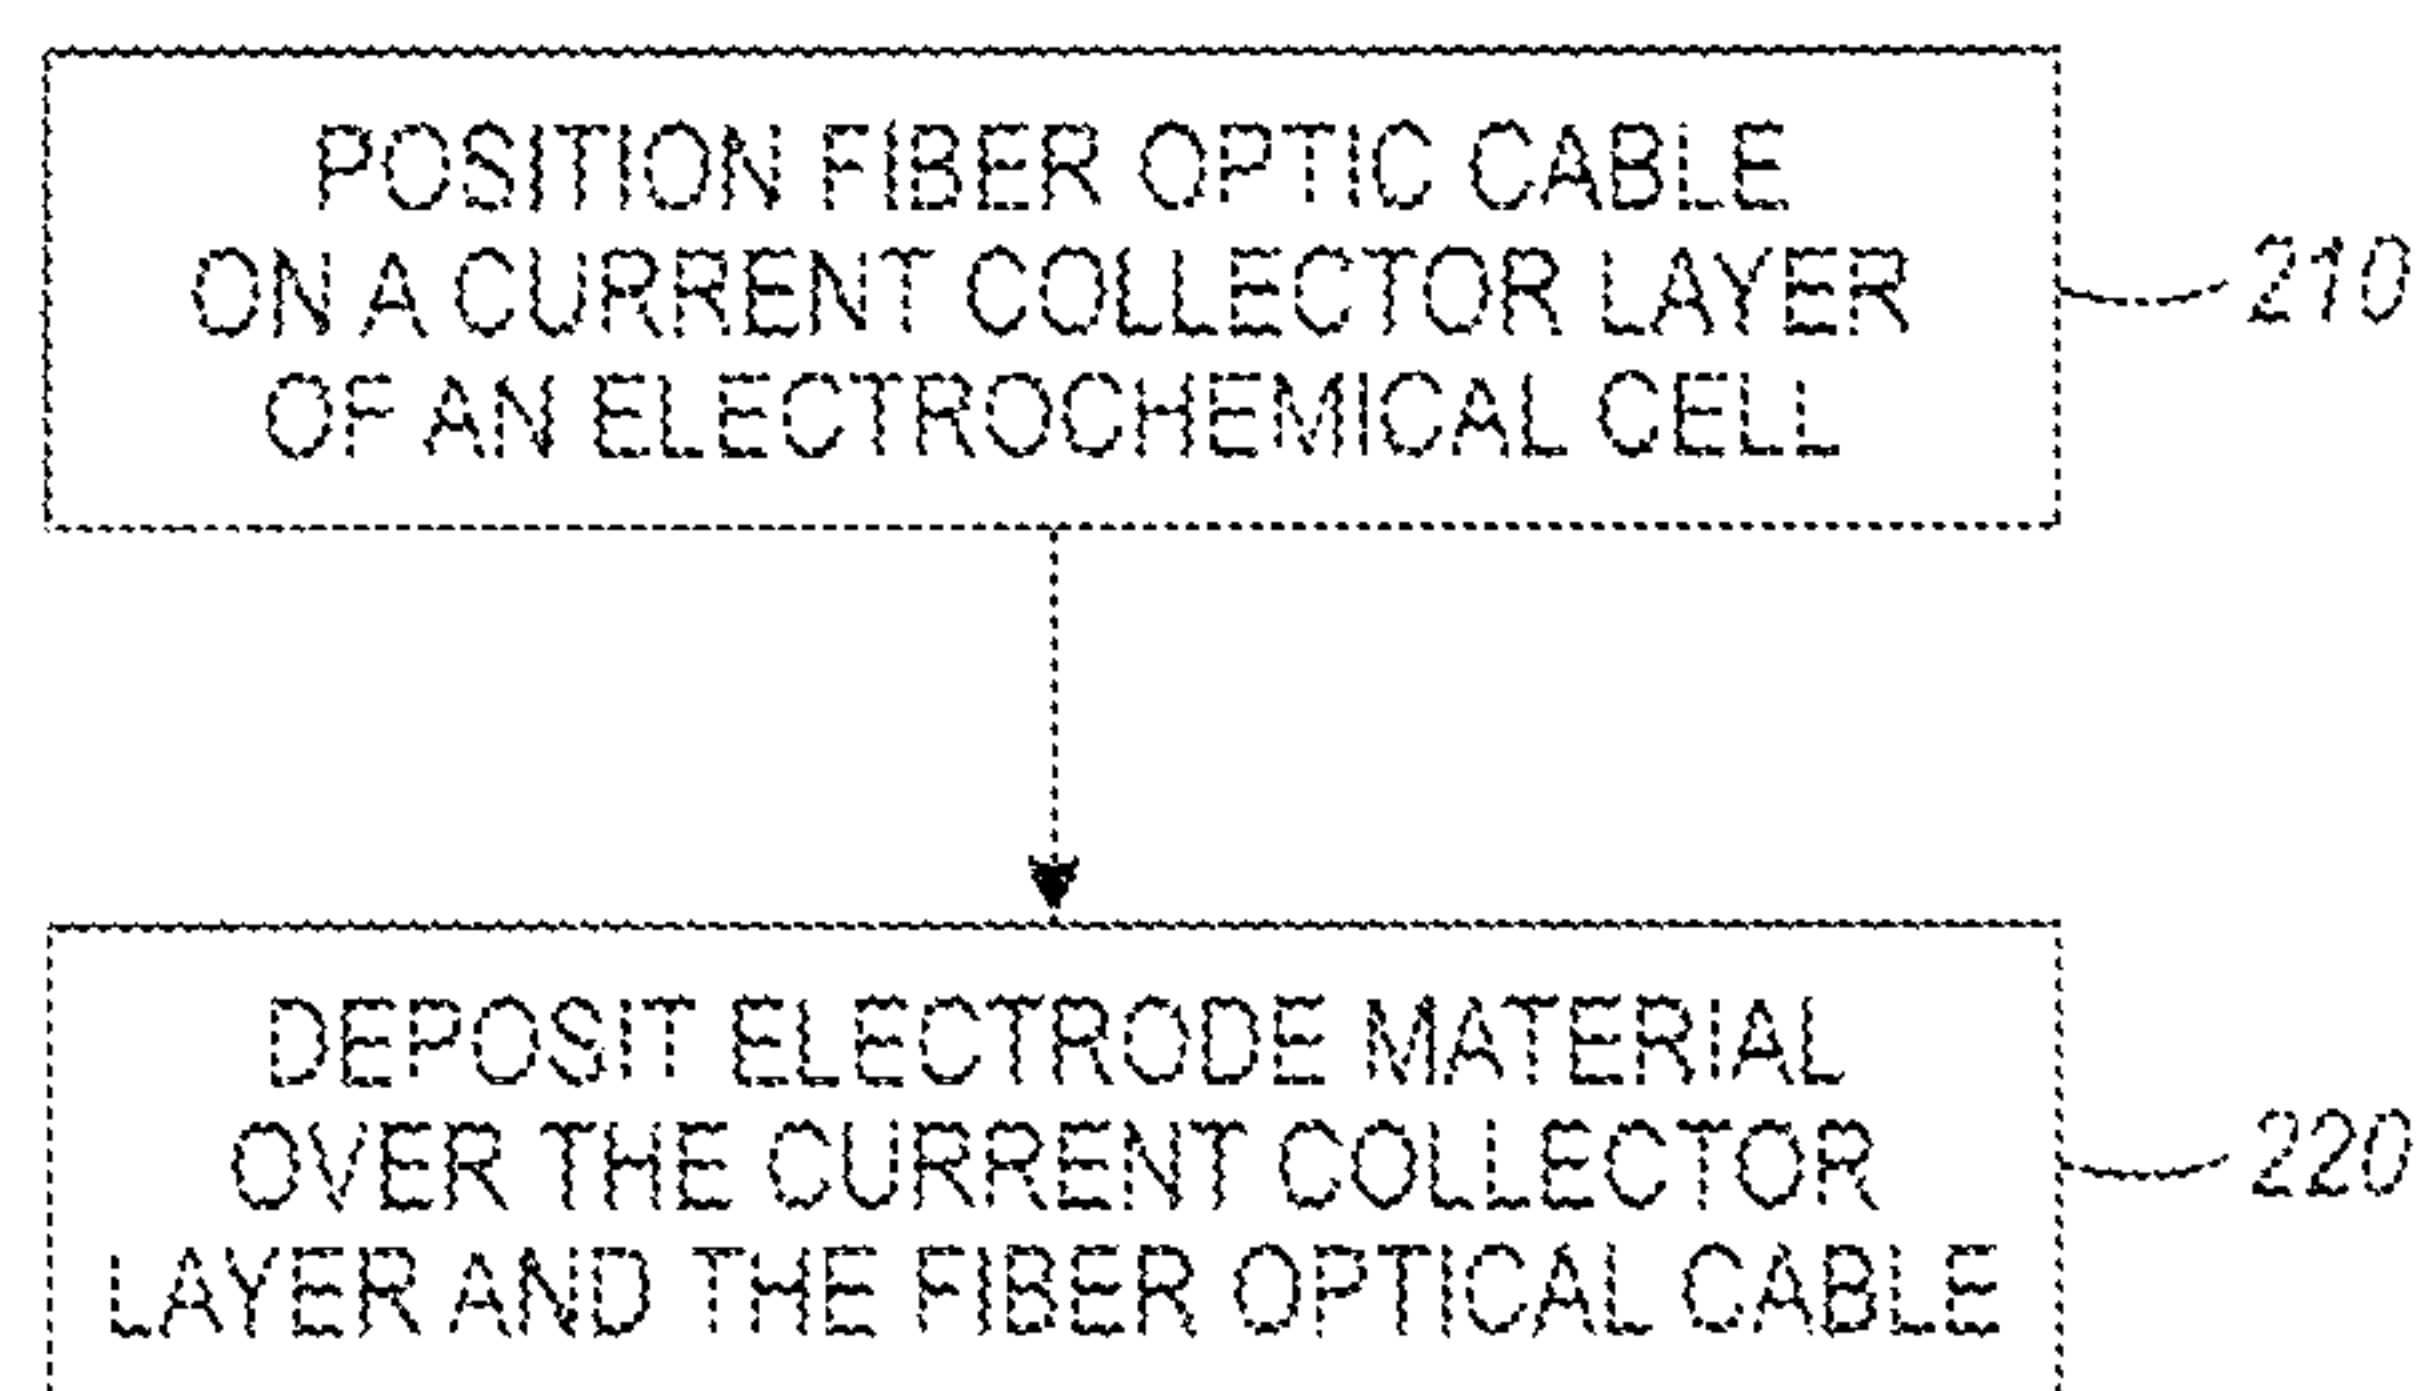 POSITION FIBER OPTIC CABLE
ON A CURRENT COLLECTOR LAYER
OF AN ELECTROCHEMICAL CELL
210
DEPOSIT ELECTRODE MATERIAL
OVER THE CURRENT COLLECTOR
LAYER AND THE FIBER OPTICAL CABLE
220